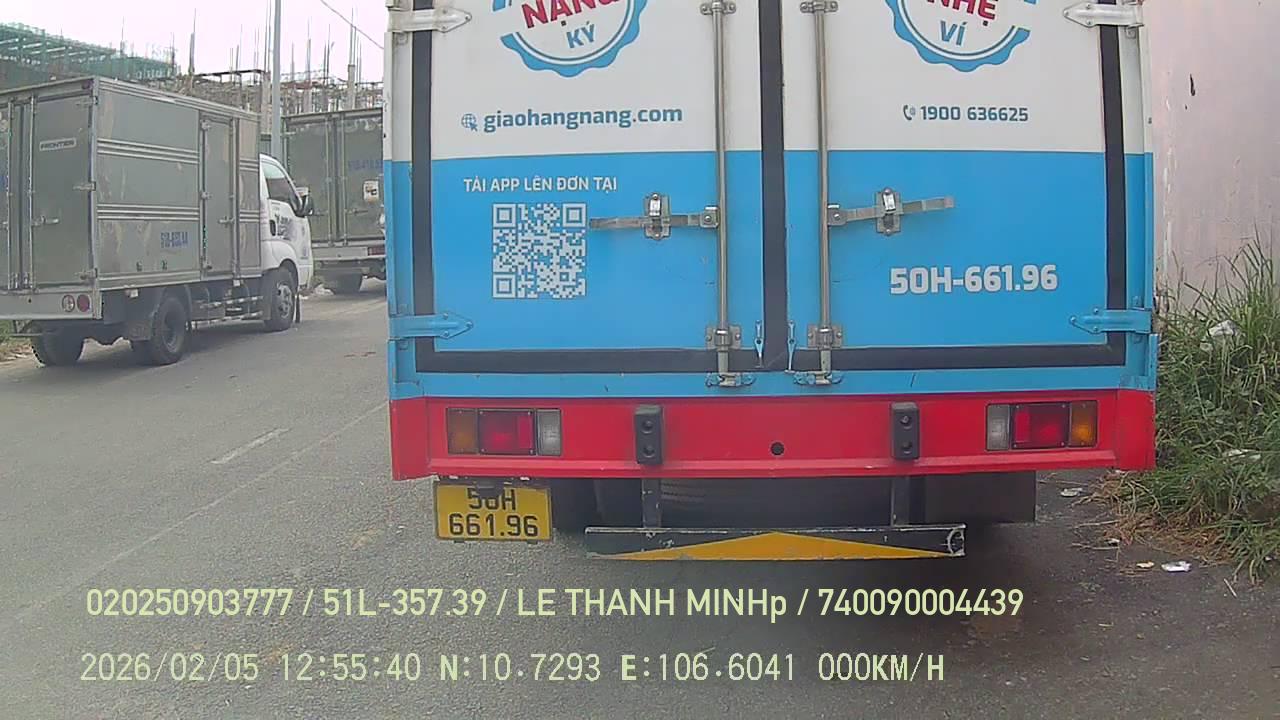 NẶNG
KÝ
NHẸ
VÍ
giaohangnang.com
1900 636625
TẢI APP LÊN ĐƠN TẠI
50H-661.96
FRONTIER
50H
661.96
020250903777 / 51L-357.39 / LE THANH MINHp / 740090004439
2026/02/05 12:55:40 N:10.7293 E:106.6041 000KM/H